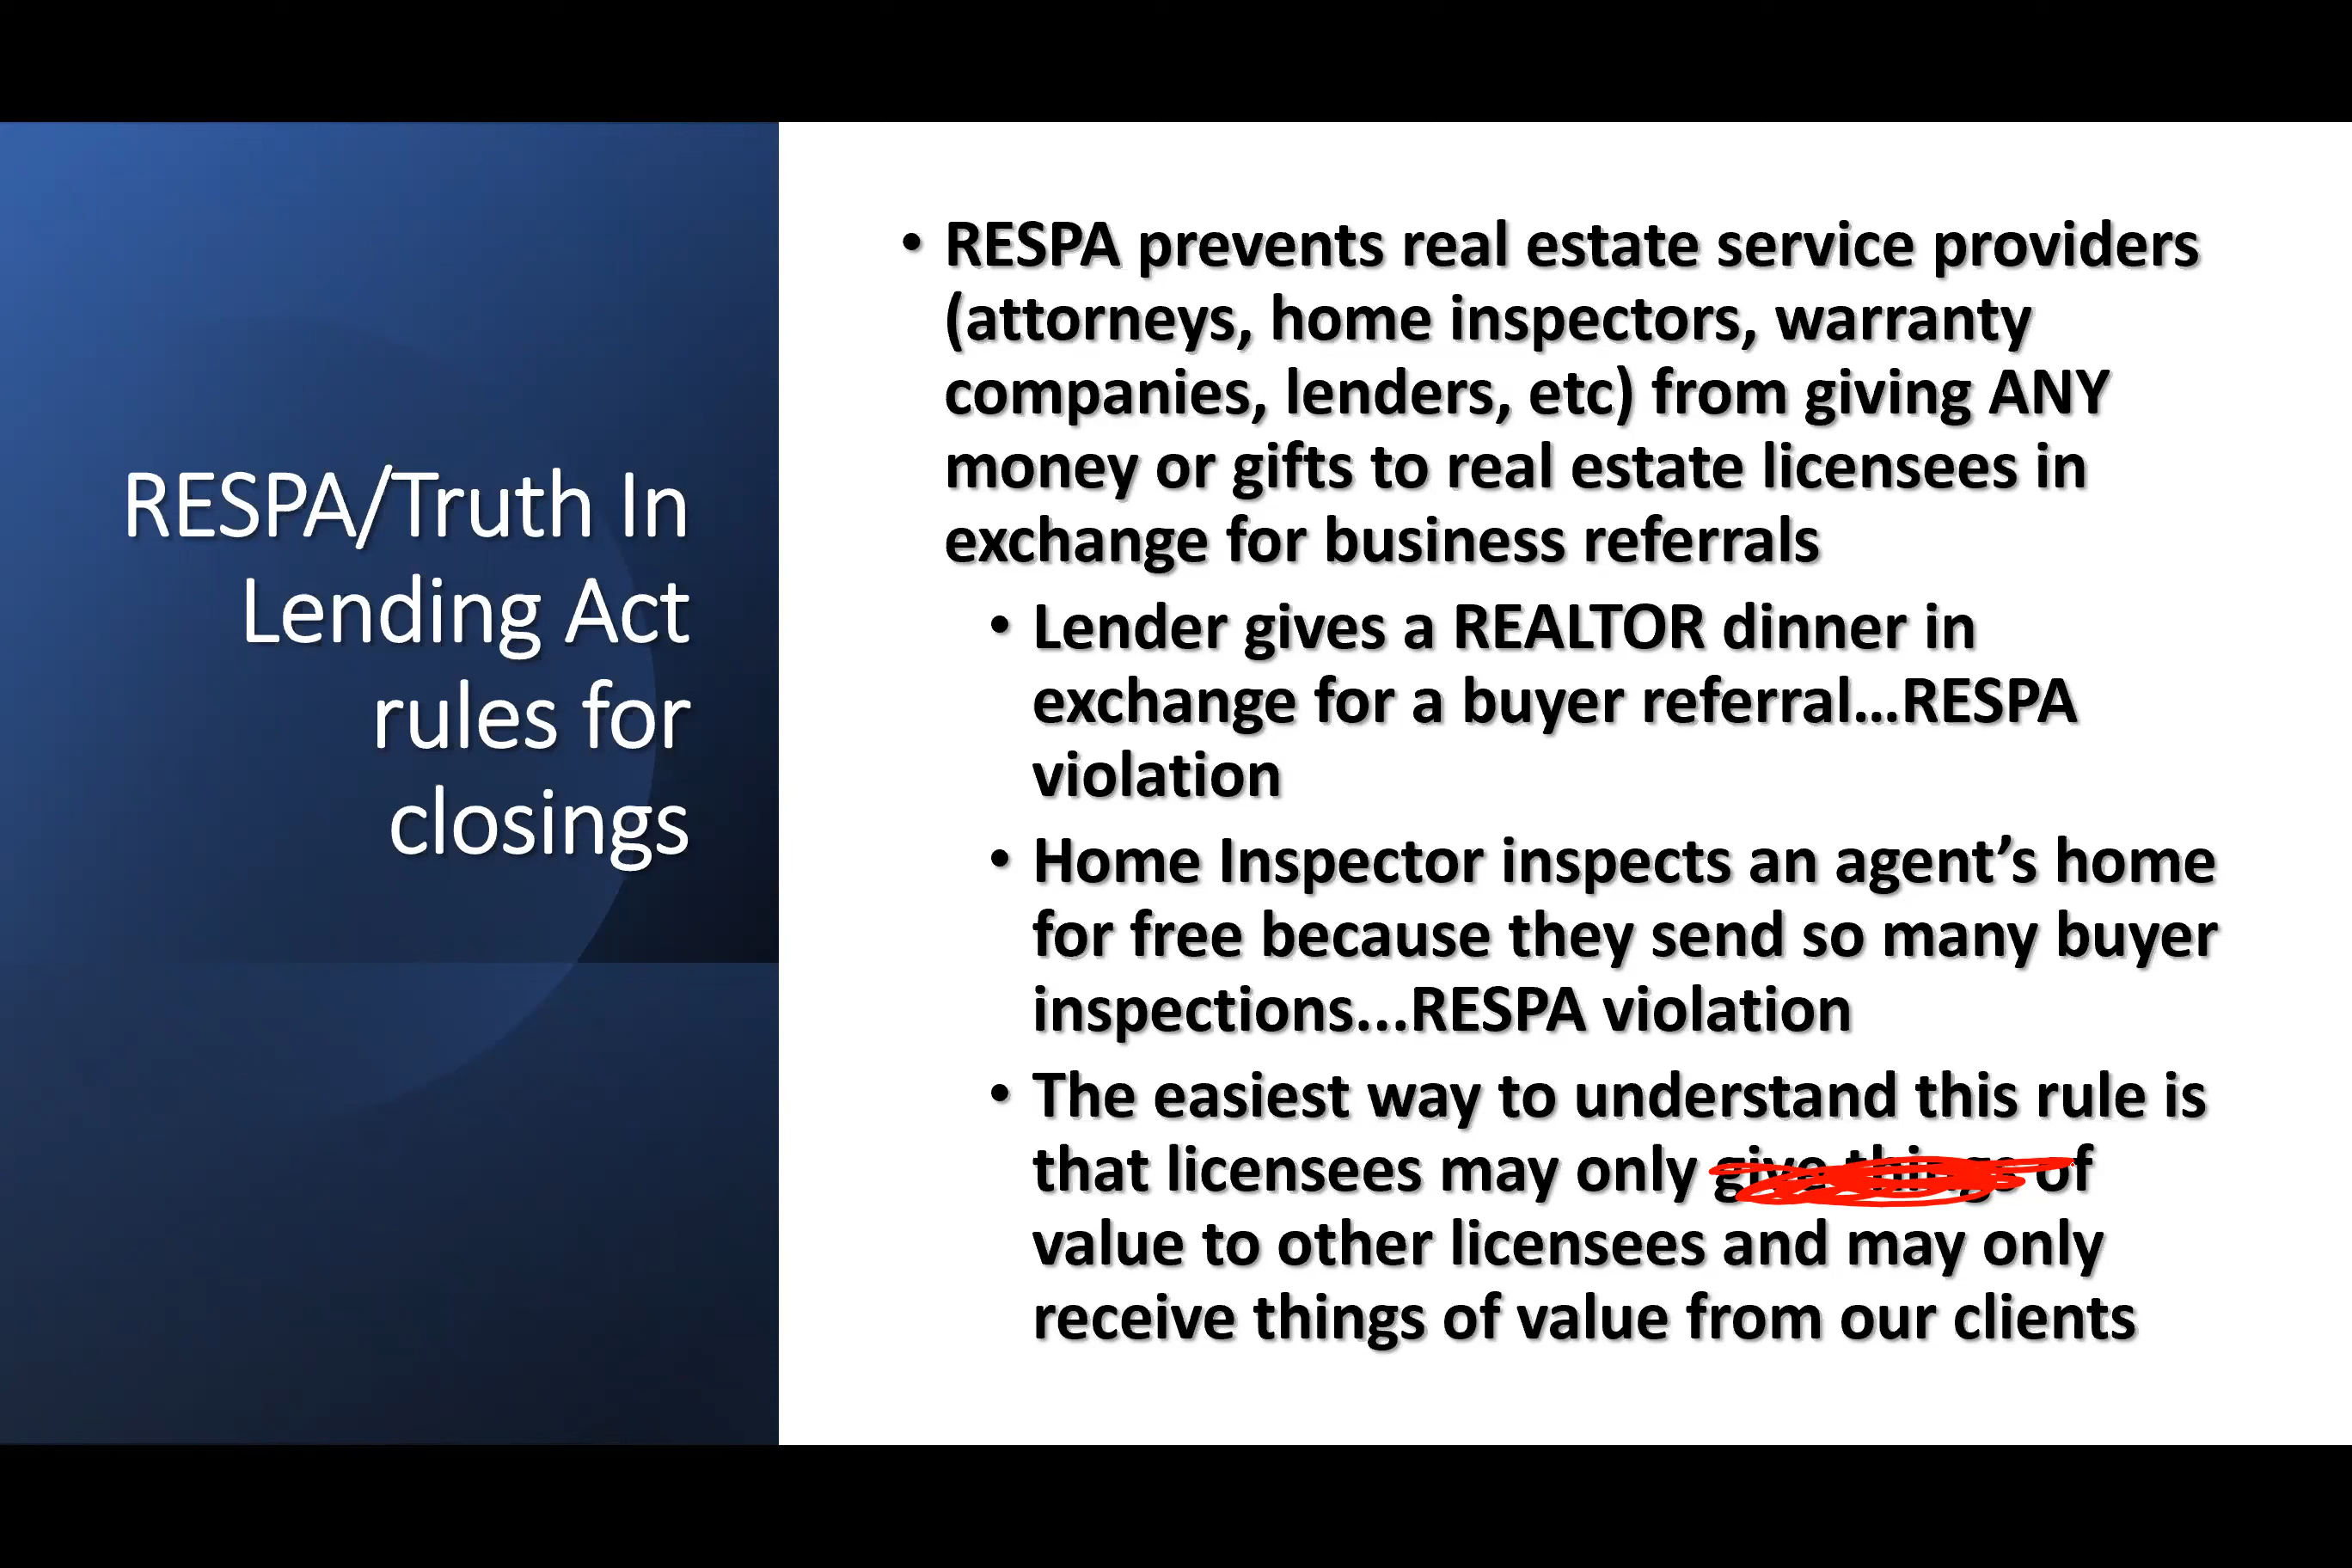 RESPA/Truth In
Lending Act
rules for
closings
• RESPA prevents real estate service providers
(attorneys, home inspectors, warranty
companies, lenders, etc) from giving ANY
money or gifts to real estate licensees in
exchange for business referrals
• Lender gives a REALTOR dinner in
exchange for a buyer referral...RESPA
violation
• Home Inspector inspects an agent’s home
for free because they send so many buyer
inspections...RESPA violation
• The easiest way to understand this rule is
that licensees may only give things of
value to other licensees and may only
receive things of value from our clients